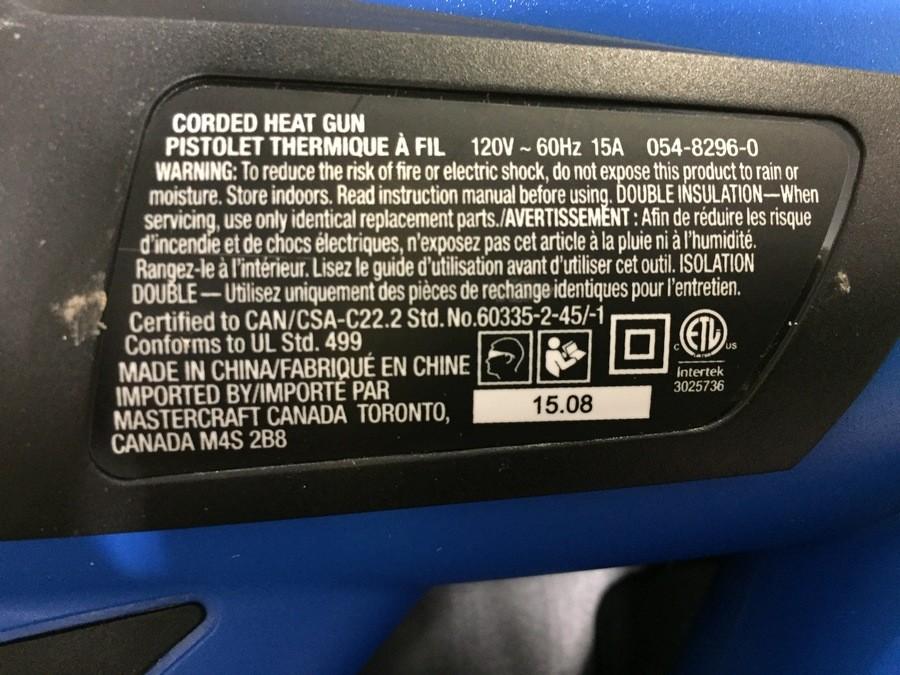 CORDED HEAT GUN
PISTOLET THERMIQUE À FIL 120V ~ 60Hz 15A 054-8296-0
WARNING: To reduce the risk of fire or electric shock, do not expose this product to rain or
moisture. Store indoors. Read instruction manual before using. DOUBLE INSULATION—When
servicing, use only identical replacement parts./AVERTISSEMENT : Afin de réduire les risque
d'incendie et de chocs électriques, n'exposez pas cet article à la pluie ni à l'humidité.
Rangez-le à l'intérieur. Lisez le guide d'utilisation avant d'utiliser cet outil. ISOLATION
DOUBLE — Utilisez uniquement des pièces de rechange identiques pour l'entretien.
Certified to CAN/CSA-C22.2 Std. No.60335-2-45/-1
Conforms to UL Std. 499
MADE IN CHINA/FABRIQUÉ EN CHINE
IMPORTED BY/IMPORTÉ PAR
MASTERCRAFT CANADA TORONTO,
CANADA M4S 2B8
15.08
C ETL US
Intertek
3025736